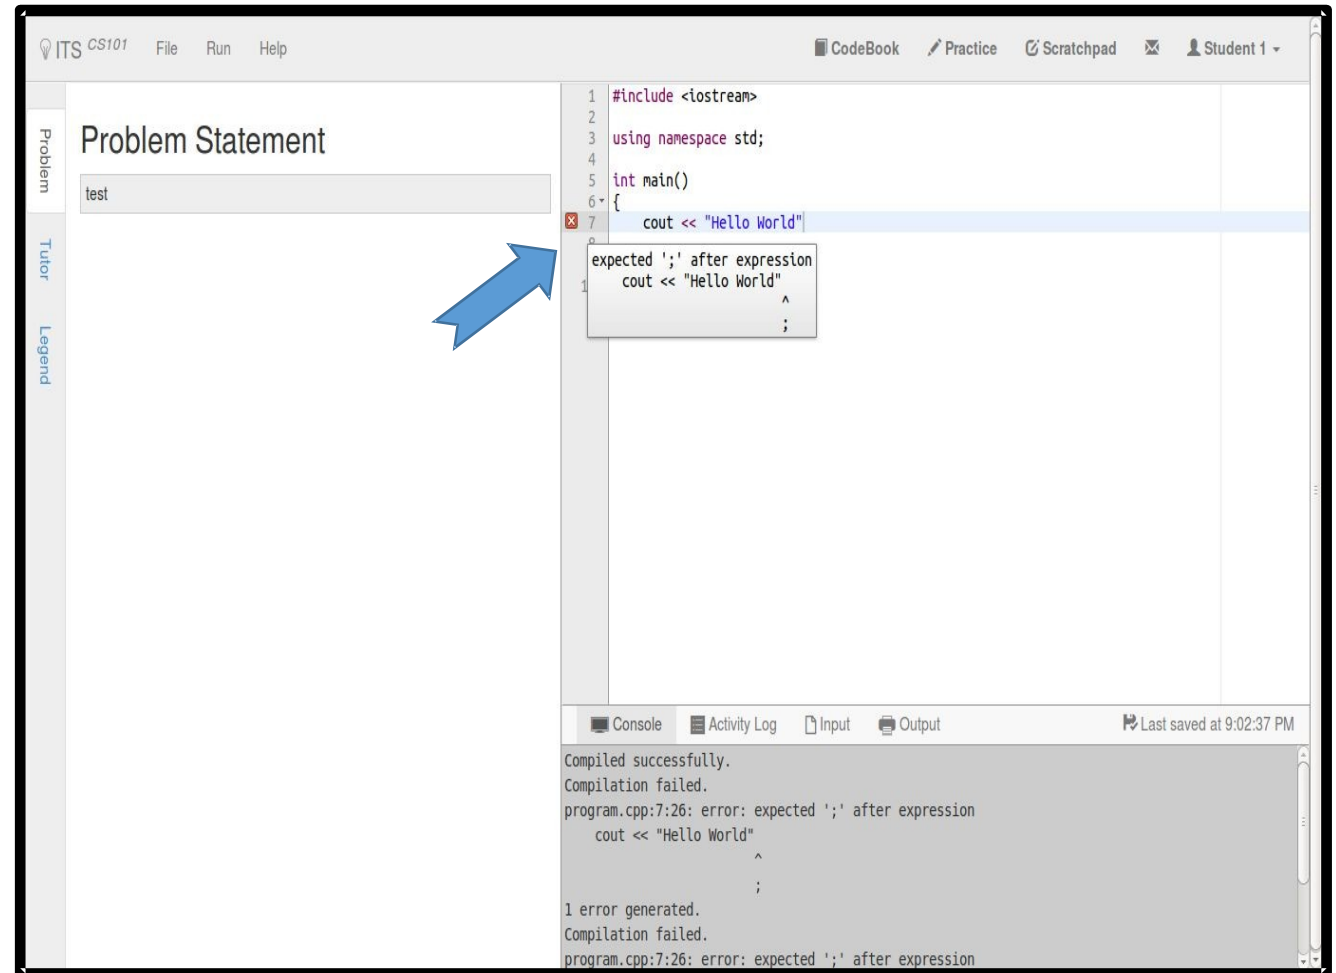 ITS CS101 File Run Help CodeBook Practice Scratchpad Student 1
Problem
Tutor
Legend
Problem Statement
test
1 #include <iostream>
2
3 using namespace std;
4
5 int main()
6 {
7 cout << "Hello World"
expected ';' after expression
cout << "Hello World"
^
;
Console Activity Log Input Output Last saved at 9:02:37 PM
Compiled successfully.
Compilation failed.
program.cpp:7:26: error: expected ';' after expression
cout << "Hello World"
^
;
1 error generated.
Compilation failed.
program.cpp:7:26: error: expected ';' after expression